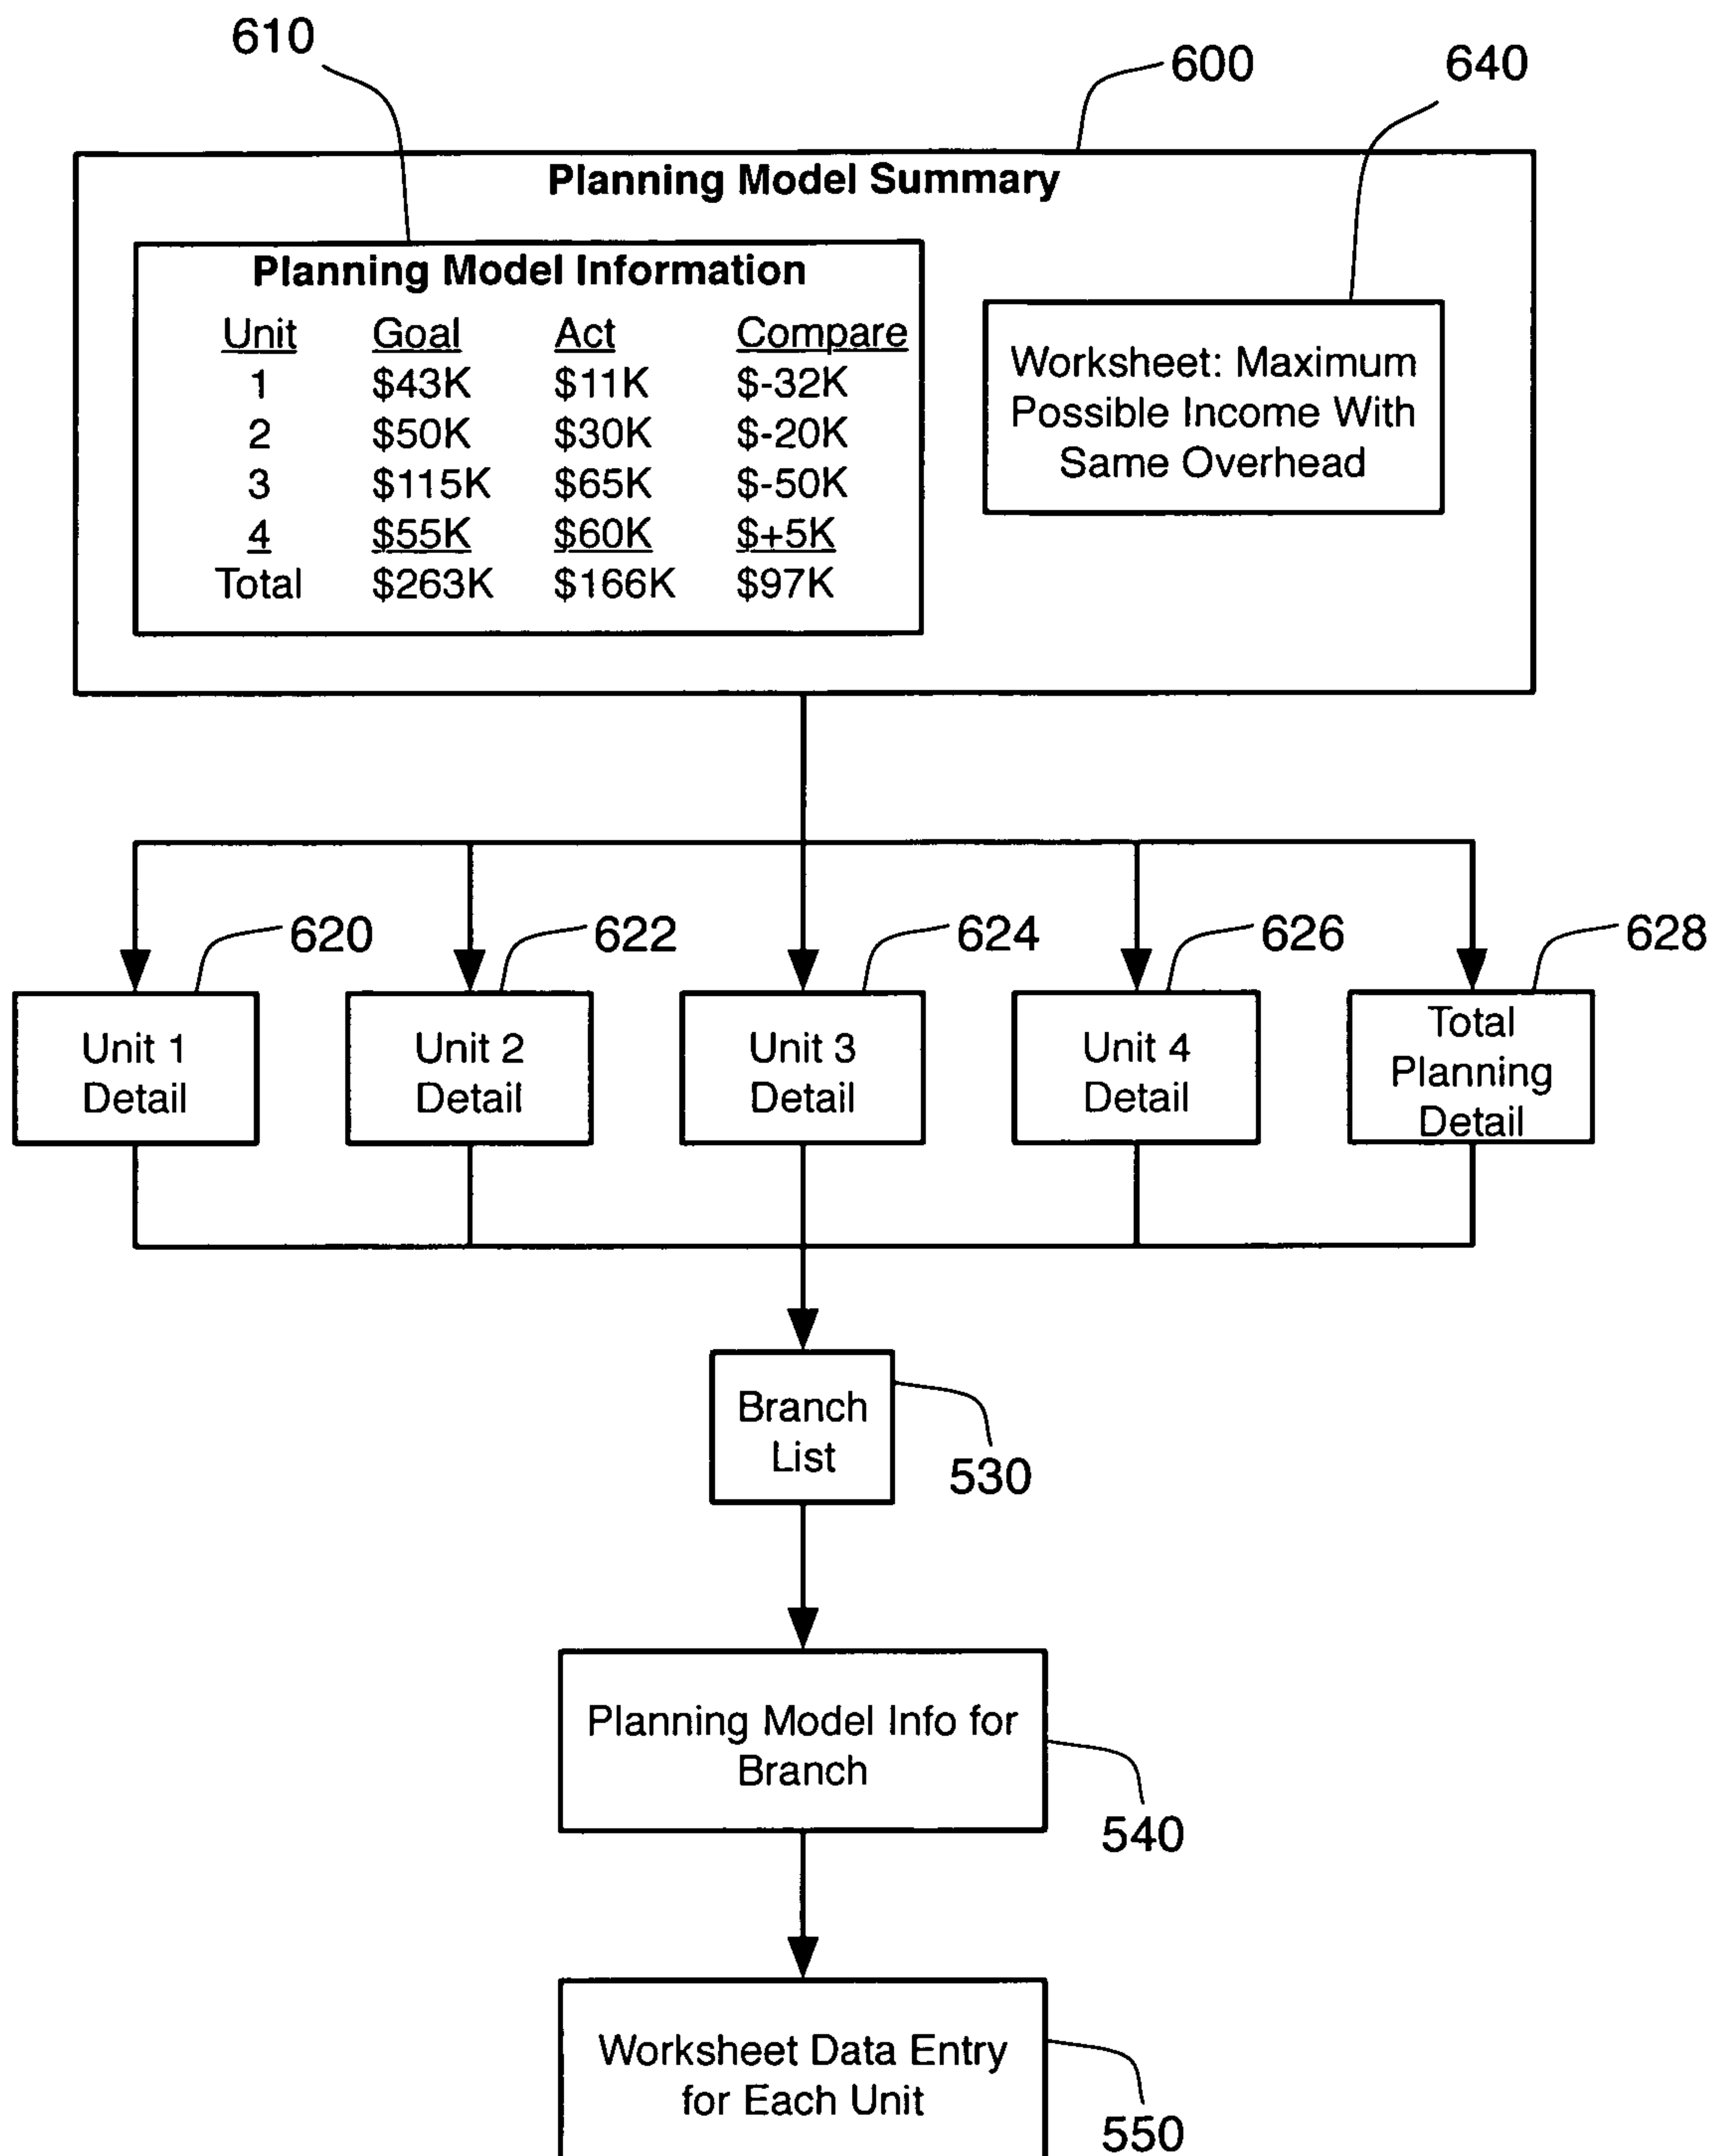 610
600
640
Planning Model Summary
Planning Model Information
Unit Goal Act Compare
1 $43K $11K $-32K
2 $50K $30K $-20K
3 $115K $65K $-50K
4 $55K $60K $+5K
Total $263K $166K $97K
Worksheet: Maximum
Possible Income With
Same Overhead
620
622
624
626
628
Unit 1
Detail
Unit 2
Detail
Unit 3
Detail
Unit 4
Detail
Total
Planning
Detail
Branch
List
530
Planning Model Info for
Branch
540
Worksheet Data Entry
for Each Unit
550